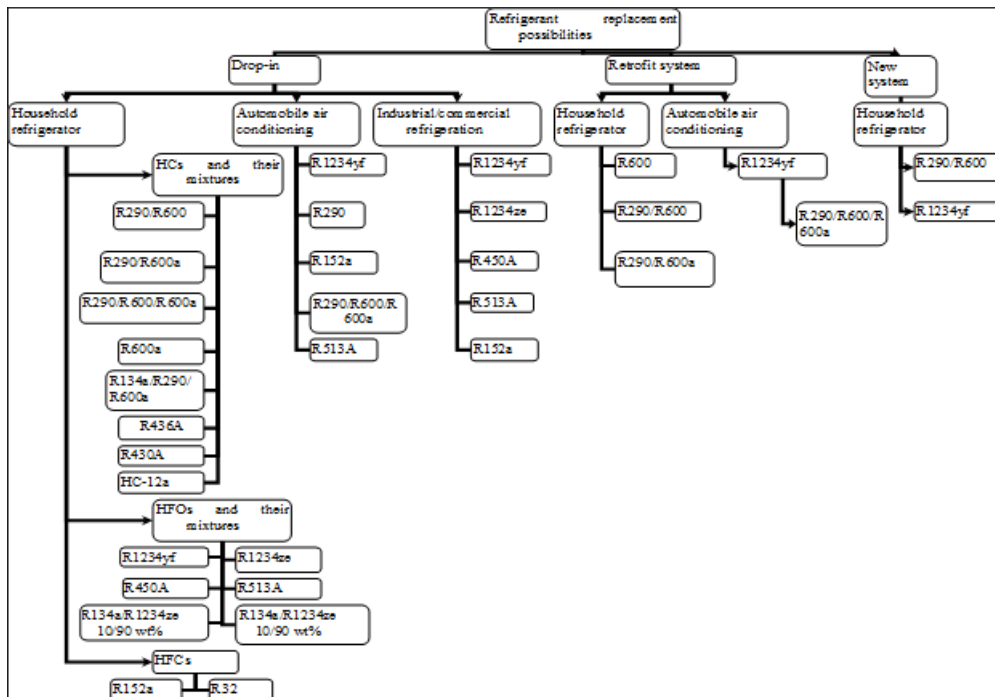 Refrigerant replacement
possibilities
Drop-in
Retrofit system
New
system
Household
refrigerator
Automobile air
conditioning
Industrial/commercial
refrigeration
Household
refrigerator
Automobile air
conditioning
Household
refrigerator
HCs and their
mixtures
R290/R600
R290/R600a
R290/R600/R600a
R600a
R134a/R290/
R600a
R436A
R430A
HC-12a
HFOs and their
mixtures
R1234yf
R1234ze
R450A
R513A
R134a/R1234ze
10/90 wt%
R134a/R1234ze
10/90 wt%
HFCs
R152a
R32
R1234yf
R290
R152a
R290/R600/R
600a
R513A
R1234yf
R1234ze
R450A
R513A
R152a
R600
R290/R600
R290/R600a
R1234yf
R290/R600/R
600a
R290/R600
R1234yf